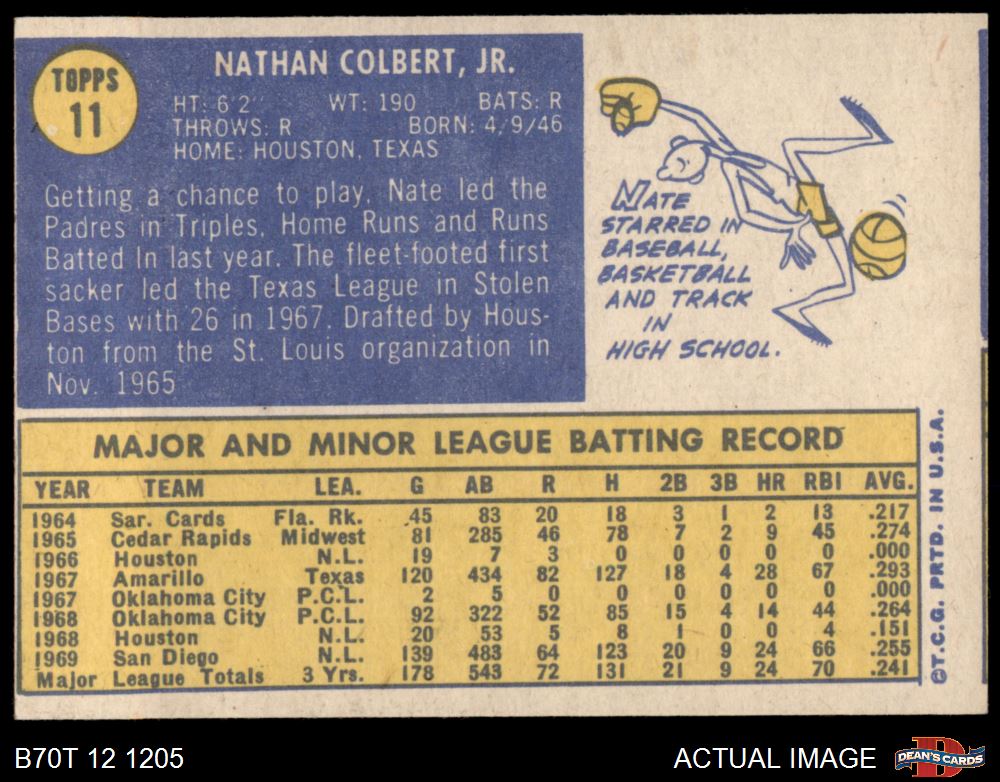 TOPPS
11
NATHAN COLBERT, JR.
HT: 6'2" WT: 190 BATS: R
THROWS: R BORN: 4/9/46
HOME: HOUSTON, TEXAS
Getting a chance to play, Nate led the
Padres in Triples, Home Runs and Runs
Batted In last year. The fleet-footed first
sacker led the Texas League in Stolen
Bases with 26 in 1967. Drafted by Hous-
ton from the St. Louis organization in
Nov. 1965
NATE
STARRED IN
BASEBALL,
BASKETBALL
AND TRACK
IN
HIGH SCHOOL.
MAJOR AND MINOR LEAGUE BATTING RECORD
YEAR TEAM LEA. G AB R H 2B 3B HR RBI AVG.
1964 Sar. Cards Fla. Rk. 45 83 20 18 3 1 2 13 .217
1965 Cedar Rapids Midwest 81 285 46 78 7 2 9 45 .274
1966 Houston N.L. 19 7 3 0 0 0 0 0 .000
1967 Amarillo Texas 120 434 82 127 18 4 28 67 .293
1967 Oklahoma City P.C.L. 2 5 0 0 0 0 0 0 .000
1968 Oklahoma City P.C.L. 92 322 52 85 15 4 14 44 .264
1968 Houston N.L. 20 53 5 8 1 0 0 4 .151
1969 San Diego N.L. 139 483 64 123 20 9 24 66 .255
Major League Totals 3 Yrs. 178 543 72 131 21 9 24 70 .241
©T.C.G. PRTD. IN U.S.A.
B70T 12 1205
ACTUAL IMAGE
D
DEAN'S CARDS